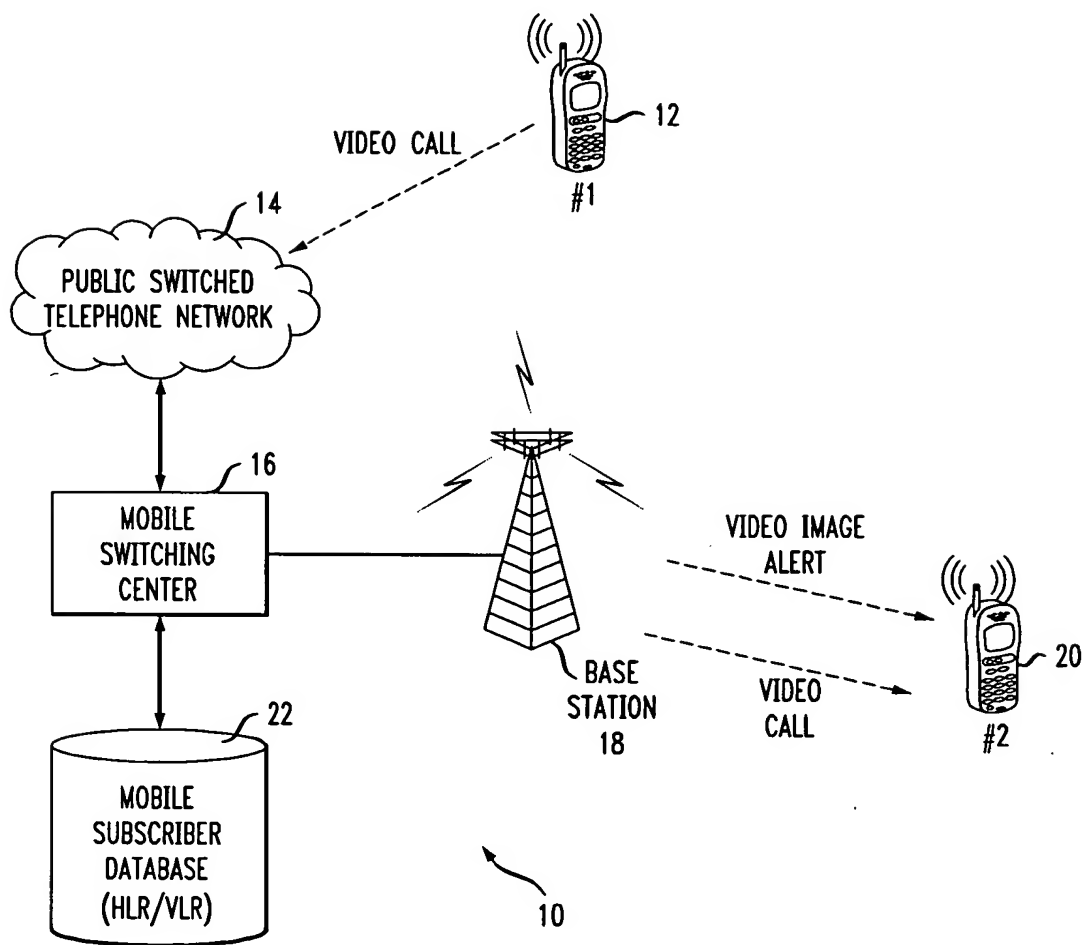 12
VIDEO CALL
#1
14
PUBLIC SWITCHED
TELEPHONE NETWORK
16
MOBILE
SWITCHING
CENTER
VIDEO IMAGE
ALERT
20
BASE
STATION
18
VIDEO
CALL
#2
22
MOBILE
SUBSCRIBER
DATABASE
(HLR/VLR)
10